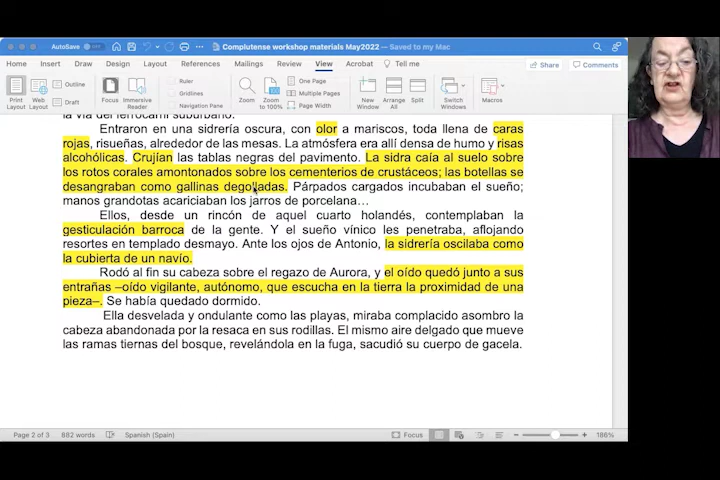 AutoSave OFF
Complutense workshop materials May2022 — Saved to my Mac
Home Insert Draw Design Layout References Mailings Review View Acrobat Tell me
Share Comments
Print Layout
Web Layout
Outline
Draft
Focus
Immersive Reader
Ruler
Gridlines
Navigation Pane
Zoom
Zoom to 100%
One Page
Multiple Pages
Page Width
New Window
Arrange All
Split
Switch Windows
Macros
la vía del ferrocarril suburbano.
Entraron en una sidrería oscura, con olor a mariscos, toda llena de caras
rojas, risueñas, alrededor de las mesas. La atmósfera era allí densa de humo y risas
alcohólicas. Crujían las tablas negras del pavimento. La sidra caía al suelo sobre
los rotos corales amontonados sobre los cementerios de crustáceos; las botellas se
desangraban como gallinas degolladas. Párpados cargados incubaban el sueño;
manos grandotas acariciaban los jarros de porcelana…
Ellos, desde un rincón de aquel cuarto holandés, contemplaban la
gesticulación barroca de la gente. Y el sueño vínico les penetraba, aflojando
resortes en templado desmayo. Ante los ojos de Antonio, la sidrería oscilaba como
la cubierta de un navío.
Rodó al fin su cabeza sobre el regazo de Aurora, y el oído quedó junto a sus
entrañas –oído vigilante, autónomo, que escucha en la tierra la proximidad de una
pieza–. Se había quedado dormido.
Ella desvelada y ondulante como las playas, miraba complacido asombro la
cabeza abandonada por la resaca en sus rodillas. El mismo aire delgado que mueve
las ramas tiernas del bosque, revelándola en la fuga, sacudió su cuerpo de gacela.
Page 2 of 3 882 words Spanish (Spain) Focus 186%